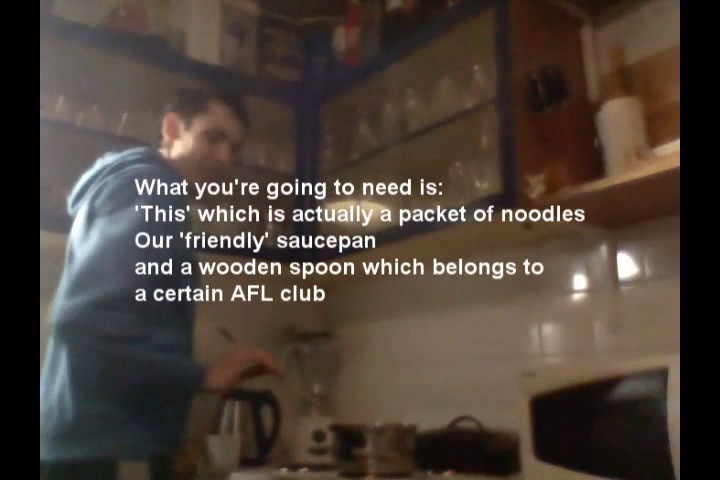 What you're going to need is:
'This' which is actually a packet of noodles
Our 'friendly' saucepan
and a wooden spoon which belongs to
a certain AFL club